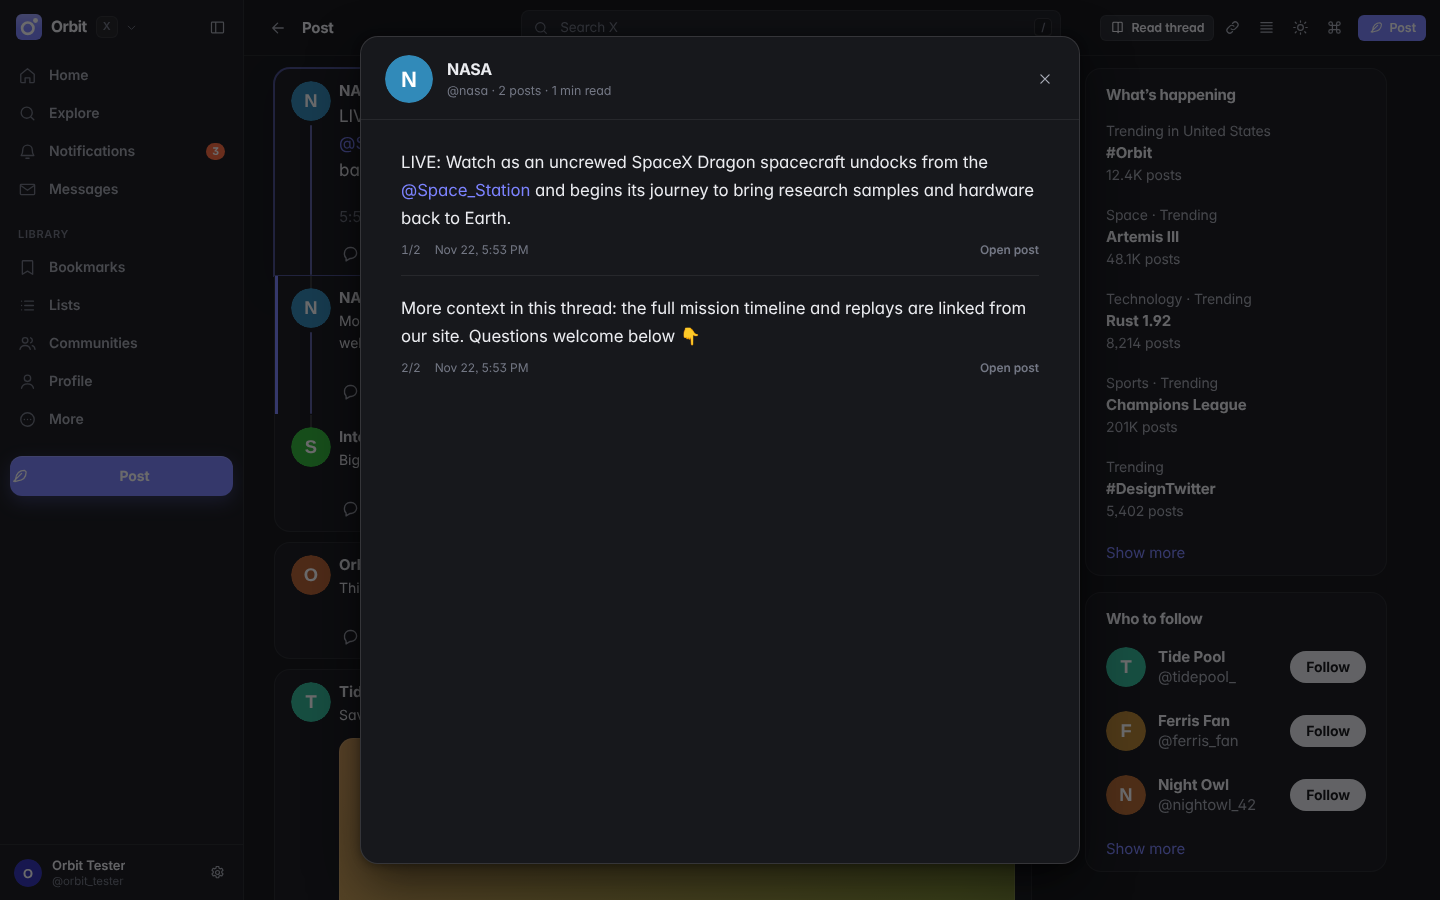 Orbit X
Home
Explore
Notifications 3
Messages
LIBRARY
Bookmarks
Lists
Communities
Profile
More
Post
O Orbit Tester
@orbit_tester
Post
Search X /
Read thread
Post
N
N
S
O
Thi
T
N NASA
@nasa · 2 posts · 1 min read
LIVE: Watch as an uncrewed SpaceX Dragon spacecraft undocks from the
@Space_Station and begins its journey to bring research samples and hardware
back to Earth.
1/2 Nov 22, 5:53 PM Open post
More context in this thread: the full mission timeline and replays are linked from
our site. Questions welcome below 👇
2/2 Nov 22, 5:53 PM Open post
What's happening
Trending in United States
#Orbit
12.4K posts
Space · Trending
Artemis III
48.1K posts
Technology · Trending
Rust 1.92
8,214 posts
Sports · Trending
Champions League
201K posts
Trending
#DesignTwitter
5,402 posts
Show more
Who to follow
T Tide Pool
@tidepool_
Follow
F Ferris Fan
@ferris_fan
Follow
N Night Owl
@nightowl_42
Follow
Show more